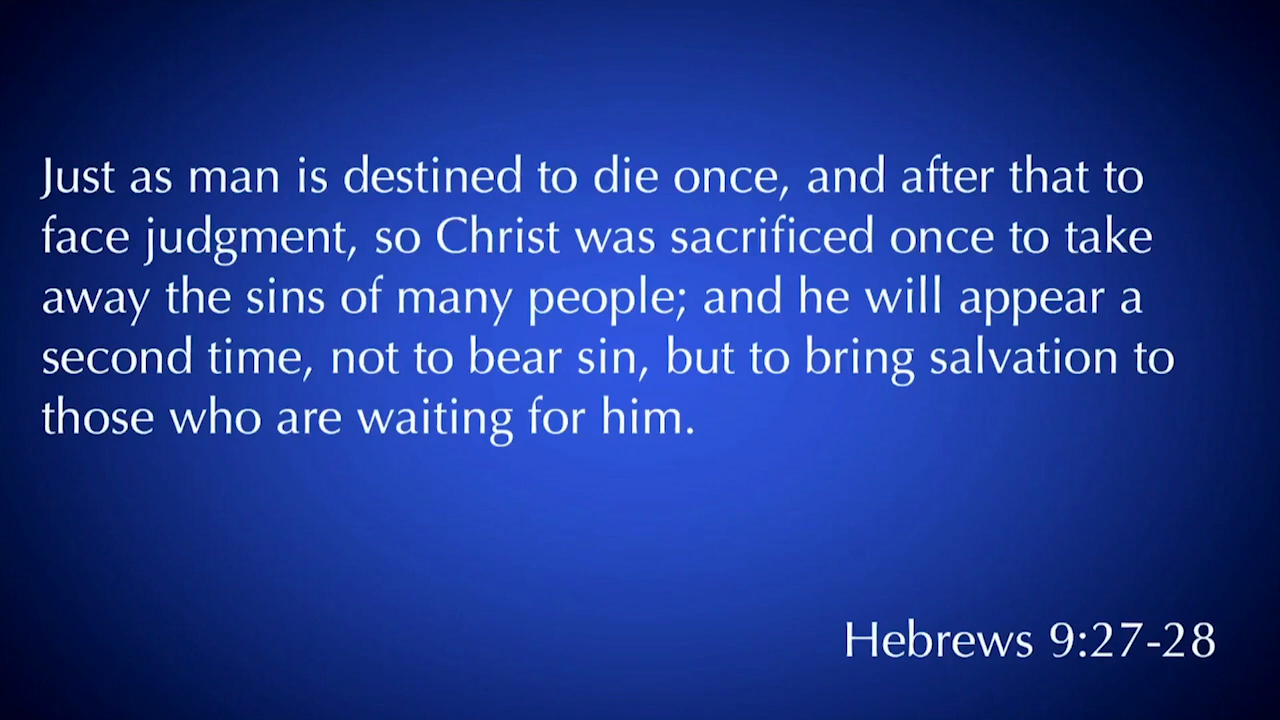 Just as man is destined to die once, and after that to
face judgment, so Christ was sacrificed once to take
away the sins of many people; and he will appear a
second time, not to bear sin, but to bring salvation to
those who are waiting for him.
Hebrews 9:27-28